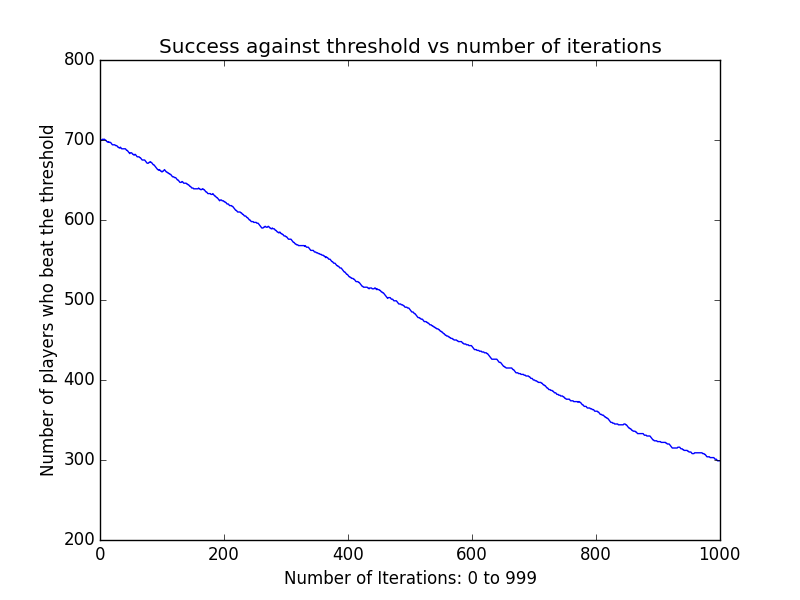 Success against threshold vs number of iterations
800
700
600
500
400
300
200
Number of players who beat the threshold
0 200 400 600 800 1000
Number of Iterations: 0 to 999